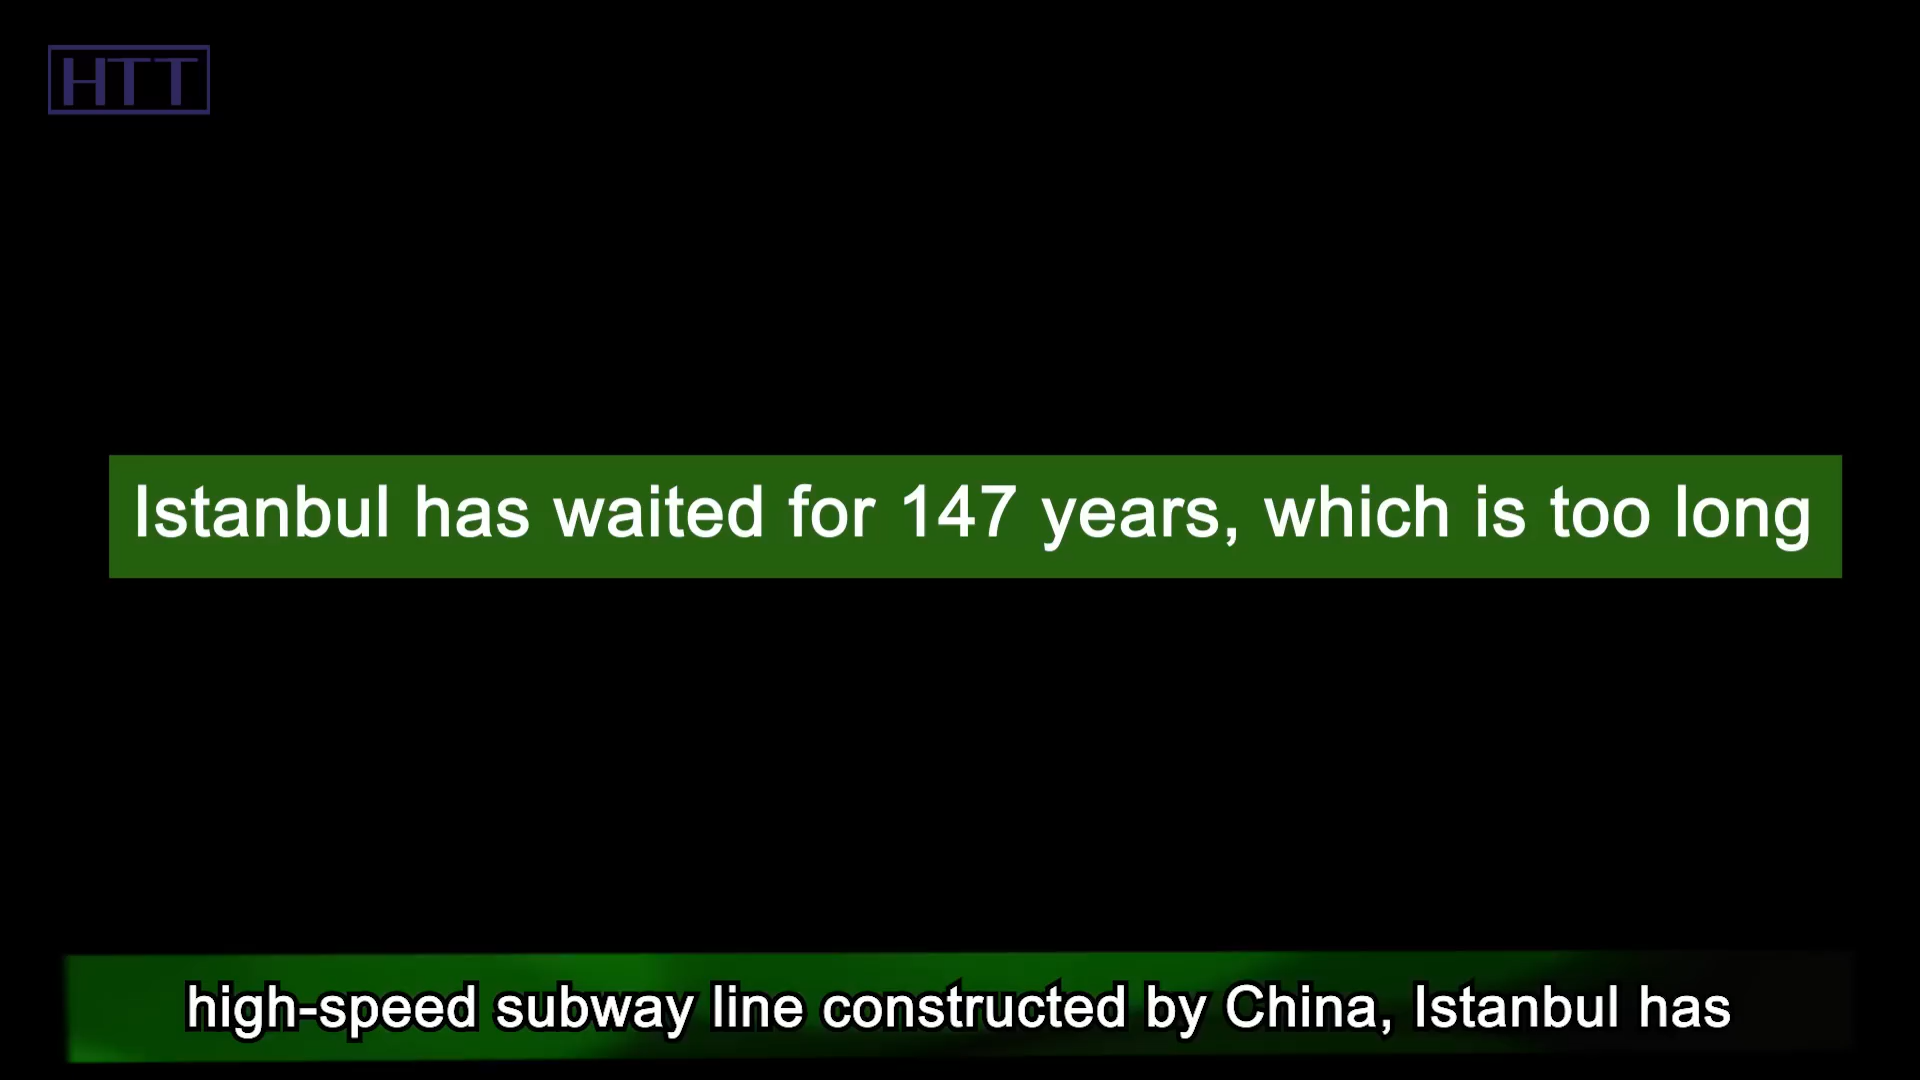 HTT
Istanbul has waited for 147 years, which is too long
high-speed subway line constructed by China, Istanbul has